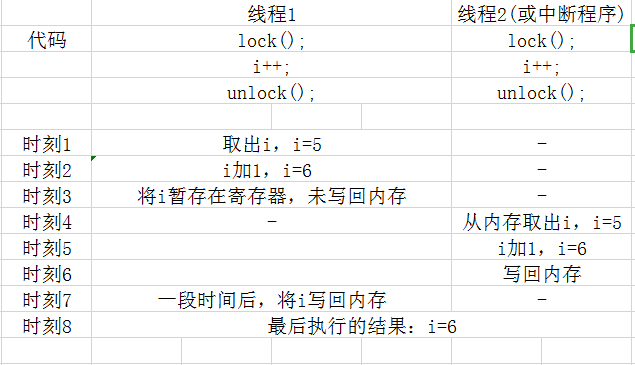 线程1 线程2(或中断程序)
代码 lock(); lock();
i++; i++;
unlock(); unlock();
时刻1 取出i，i=5 -
时刻2 i加1，i=6 -
时刻3 将i暂存在寄存器，未写回内存 -
时刻4 - 从内存取出i，i=5
时刻5 i加1，i=6
时刻6 写回内存
时刻7 一段时间后，将i写回内存 -
时刻8 最后执行的结果：i=6